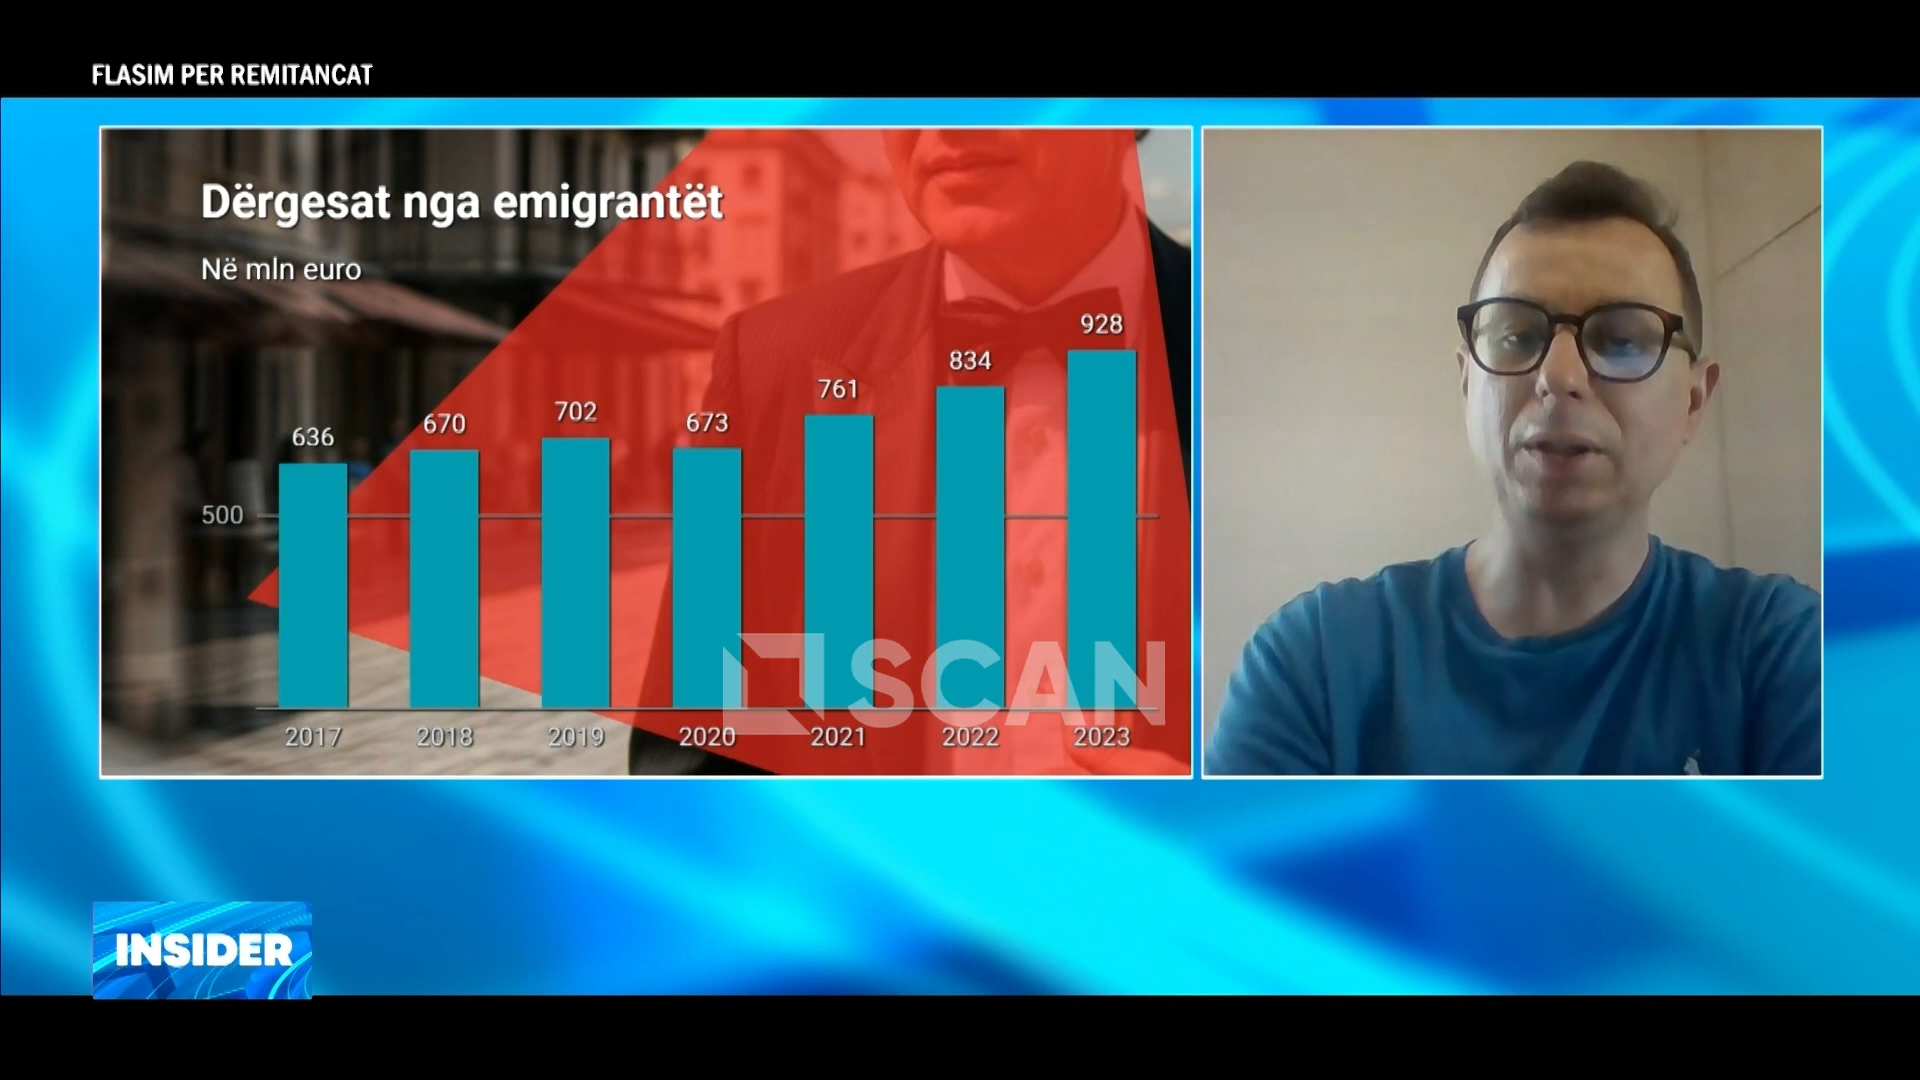 FLASIM PER REMITANCAT
Dërgesat nga emigrantët
Në mln euro
928
834
761
702
670
673
636
500
SCAN
2017 2018 2019 2020 2021 2022 2023
INSIDER